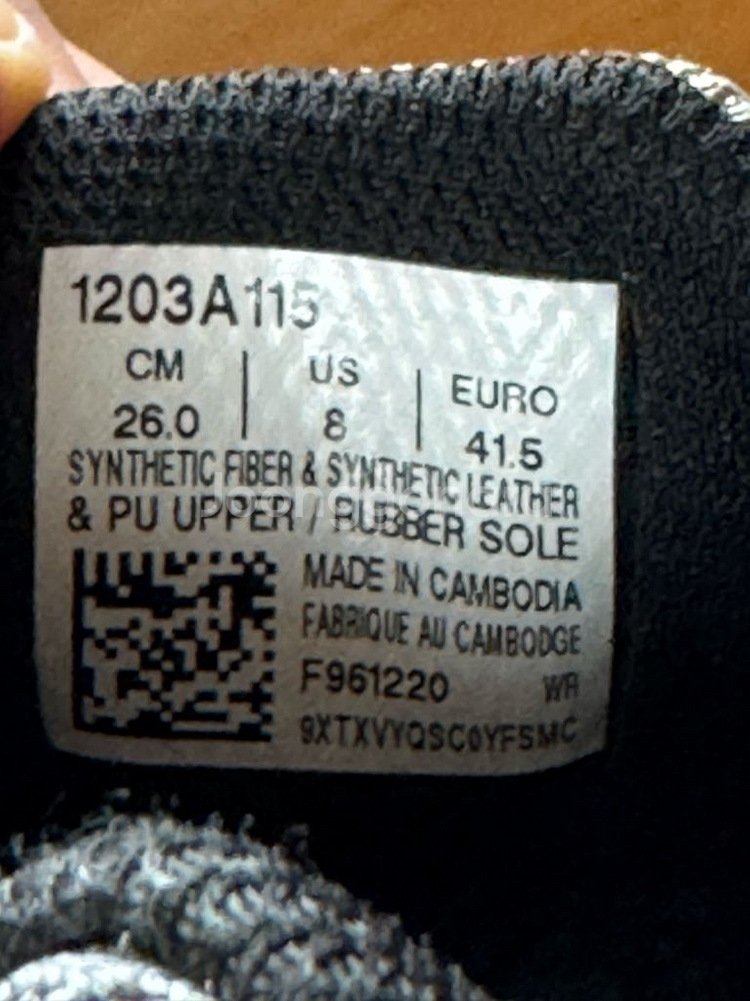 1203A115
CM | US | EURO
26.0 | 8 | 41.5
SYNTHETIC FIBER & SYNTHETIC LEATHER
& PU UPPER / RUBBER SOLE
MADE IN CAMBODIA
FABRIQUE AU CAMBODGE
F961220 WR
9XTXVYQSC0YFSMC